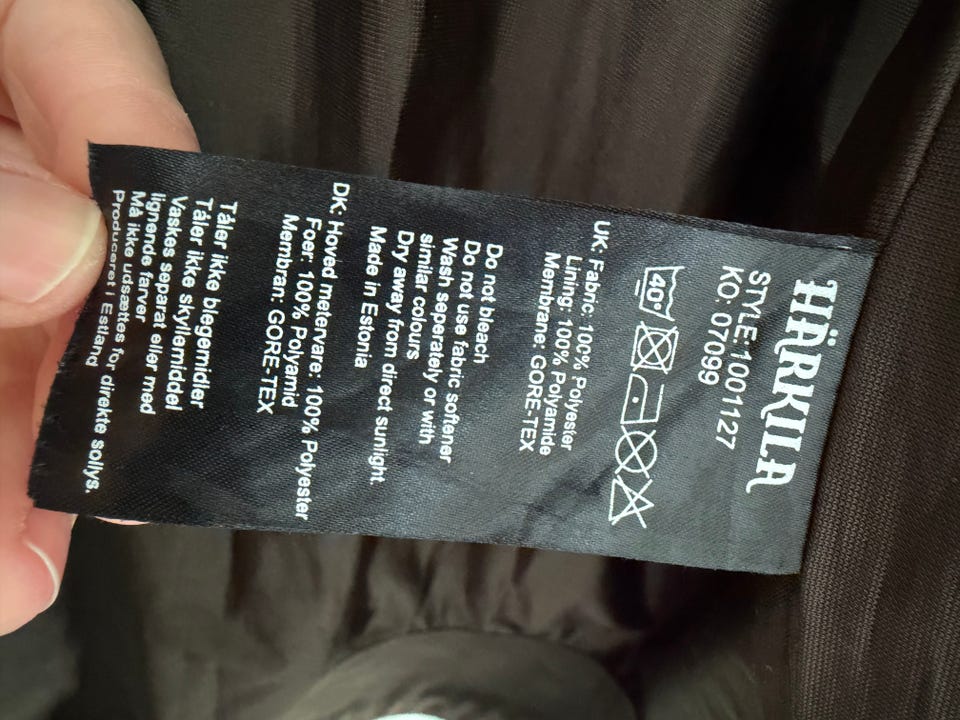 HÄRKILA
STYLE: 1001127
KO: 07099
40°
UK: Fabric: 100% Polyester
Lining: 100% Polyamide
Membrane: GORE-TEX
Do not bleach
Do not use fabric softener
Wash seperately or with
similar colours
Dry away from direct sunlight.
Made in Estonia
DK: Hoved metervare: 100% Polyester
Foer: 100% Polyamid
Membran: GORE-TEX
Tåler ikke blegemidler
Tåler ikke skyllemiddel
Vaskes separat eller med
lignende farver
Må ikke udsættes for direkte sollys.
Produceret i Estland